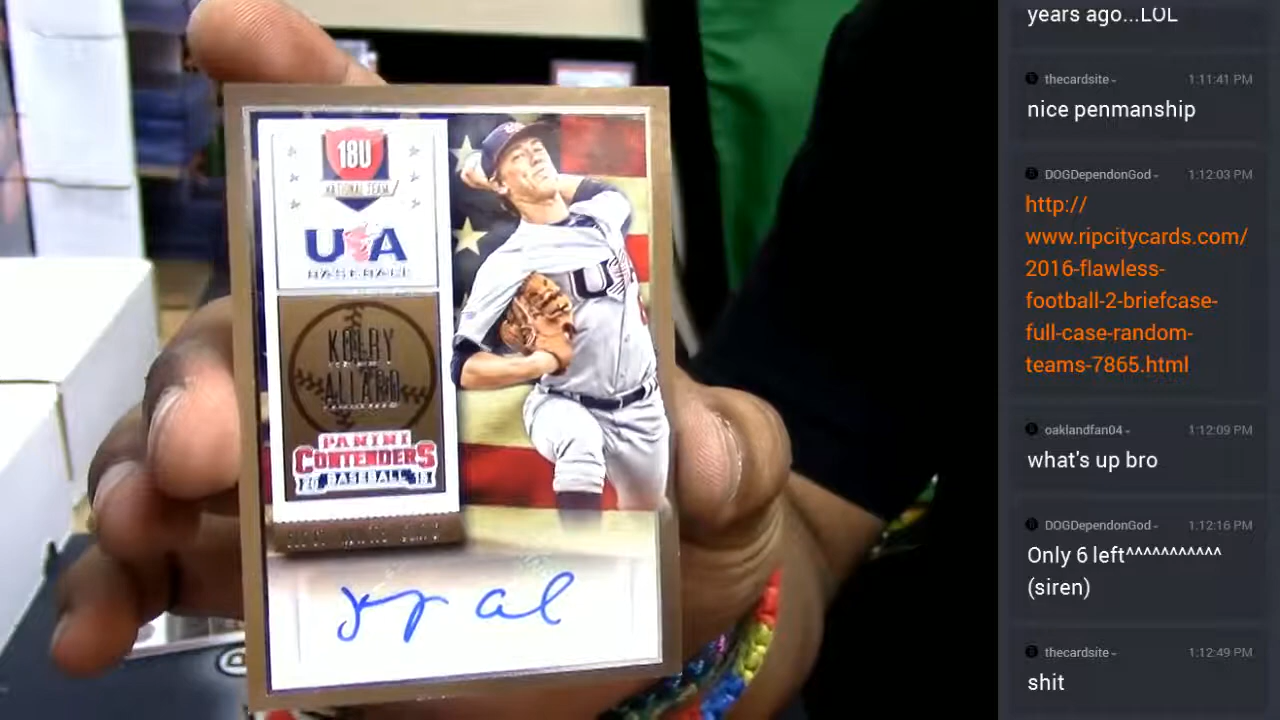 18U
NATIONAL TEAM
USA
BASEBALL
KOLBY
ALLARD
PANINI
CONTENDERS
BASEBALL
years ago...LOL
thecardsite 1:11:41 PM
nice penmanship
DOGDependonGod 1:12:03 PM
http://
www.ripcitycards.com/
2016-flawless-
football-2-briefcase-
full-case-random-
teams-7865.html
oaklandfan04 1:12:09 PM
what's up bro
DOGDependonGod 1:12:16 PM
Only 6 left^^^^^^^^^^^
(siren)
thecardsite 1:12:49 PM
shit